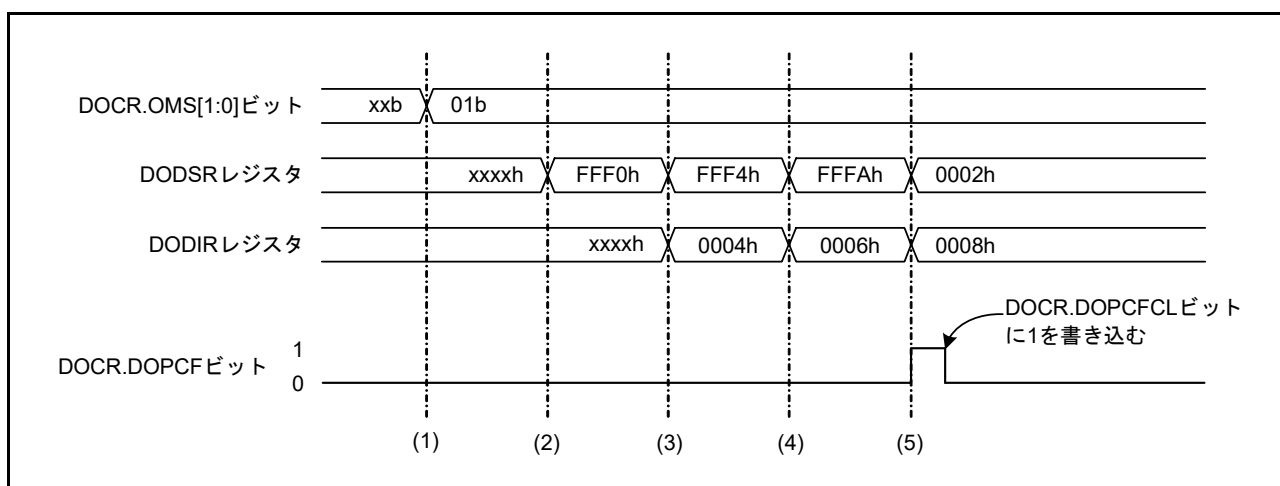 DOCR.OMS[1:0]ビット xxb 01b
DODSRレジスタ xxxxh FFF0h FFF4h FFFAh 0002h
DODIRレジスタ xxxxh 0004h 0006h 0008h
DOCR.DOPCFCLビット
に1を書き込む
DOCR.DOPCFビット 1
0
(1) (2) (3) (4) (5)